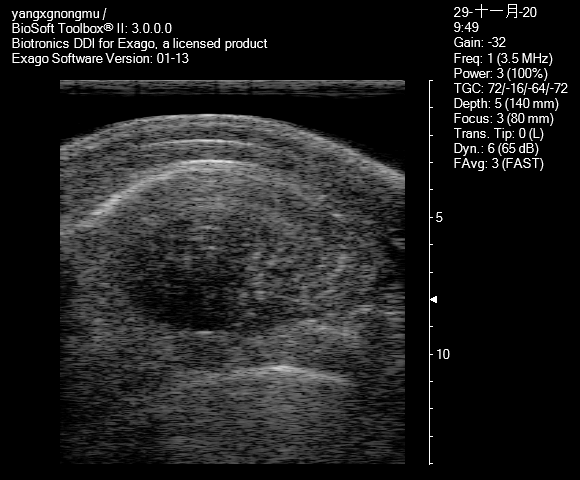 yangxgnongmu /
BioSoft Toolbox® II: 3.0.0.0
Biotronics DDI for Exago, a licensed product
Exago Software Version: 01-13
29-十一月-20
9:49
Gain: -32
Freq: 1 (3.5 MHz)
Power: 3 (100%)
TGC: 72/-16/-64/-72
Depth: 5 (140 mm)
Focus: 3 (80 mm)
Trans. Tip: 0 (L)
Dyn.: 6 (65 dB)
FAvg: 3 (FAST)
5
10